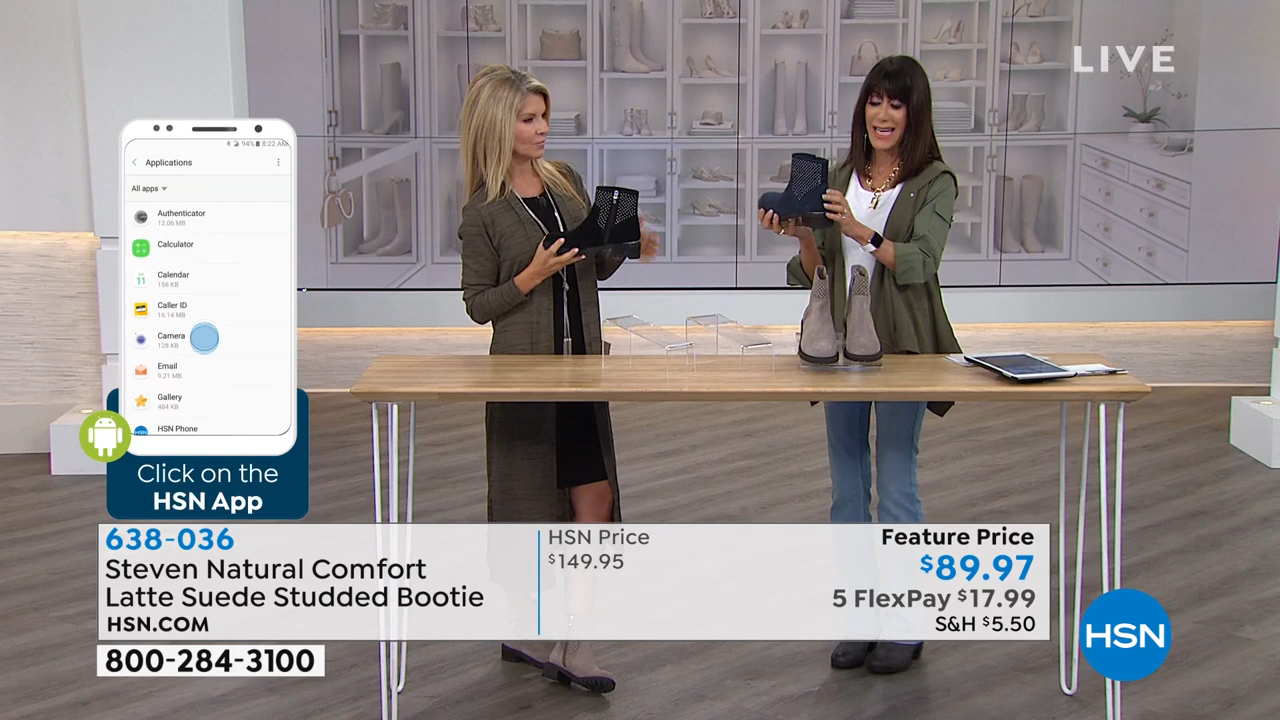 LIVE
94% 8:22 AM
Applications
All apps
Authenticator
12.06 MB
Calculator
Calendar
156 KB
11
Caller ID
16.14 MB
Camera
128 KB
Email
9.21 MB
Gallery
484 KB
HSN Phone
Click on the
HSN App
638-036
Steven Natural Comfort
Latte Suede Studded Bootie
HSN.COM
HSN Price
$149.95
Feature Price
$89.97
5 FlexPay $17.99
S&H $5.50
800-284-3100
HSN